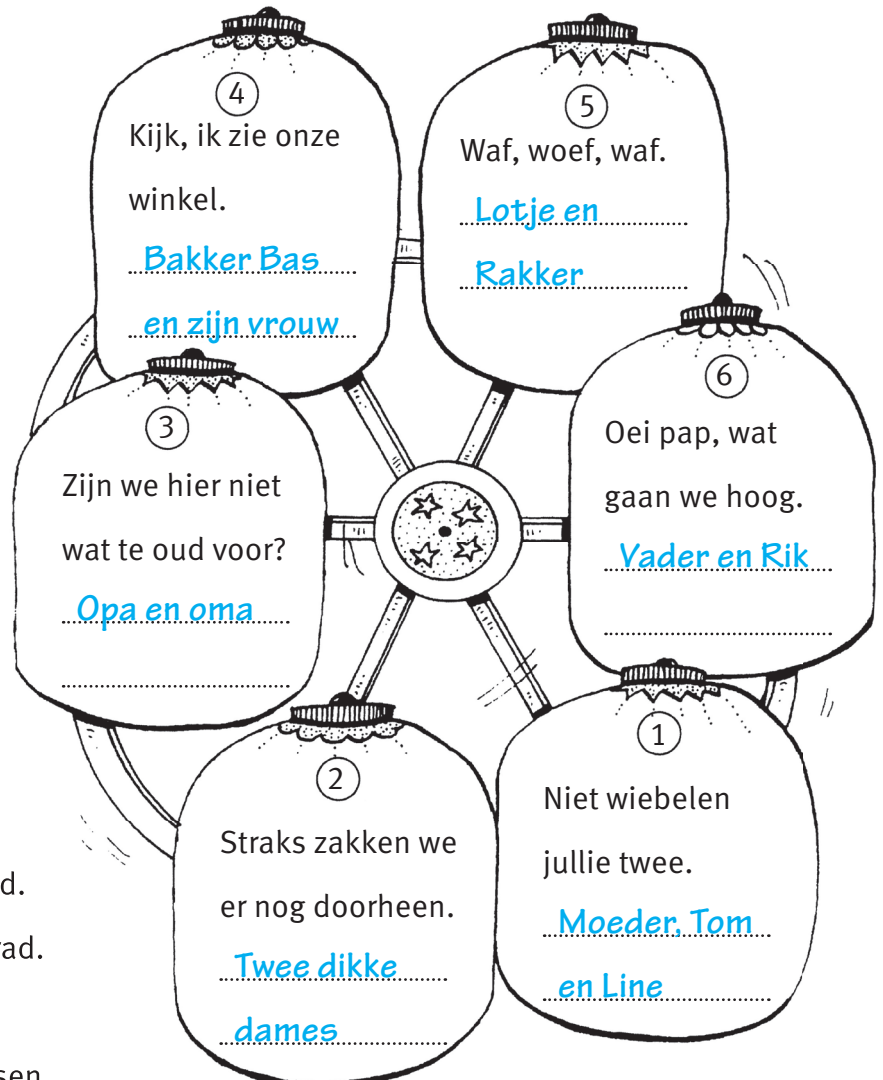 4
Kijk, ik zie onze
winkel.
Bakker Bas
en zijn vrouw
5
Waf, woef, waf.
Lotje en
Rakker
3
Zijn we hier niet
wat te oud voor?
Opa en oma
6
Oei pap, wat
gaan we hoog.
Vader en Rik
2
Straks zakken we
er nog doorheen.
Twee dikke
dames
1
Niet wiebelen
jullie twee.
Moeder, Tom
en Line